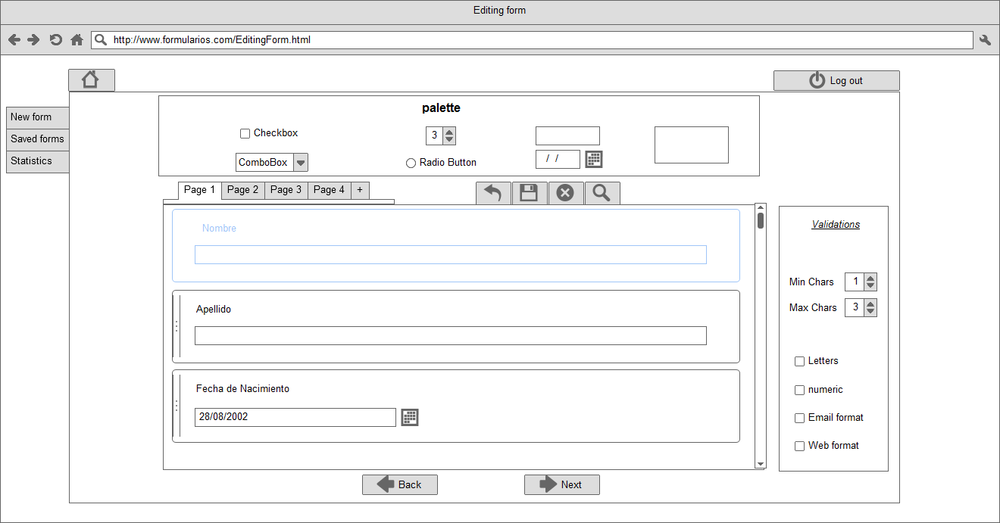 Editing form
http://www.formularios.com/EditingForm.html
Log out
New form
Saved forms
Statistics
palette
Checkbox
3
ComboBox
Radio Button
/ /
Page 1 Page 2 Page 3 Page 4 +
Nombre
Apellido
Fecha de Nacimiento
28/08/2002
Validations
Min Chars 1
Max Chars 3
Letters
numeric
Email format
Web format
Back Next